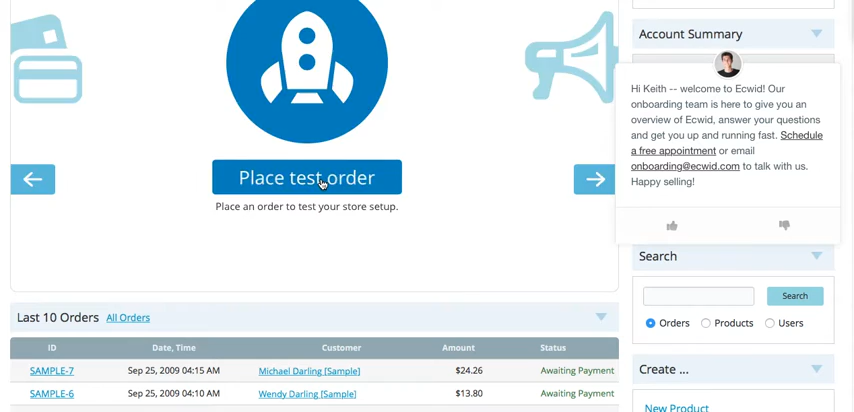 Account Summary
Hi Keith -- welcome to Ecwid! Our
onboarding team is here to give you an
overview of Ecwid, answer your questions
and get you up and running fast. Schedule
a free appointment or email
onboarding@ecwid.com to talk with us.
Happy selling!
Place test order
Place an order to test your store setup.
Search
Search
Orders Products Users
Last 10 Orders All Orders
ID Date, Time Customer Amount Status
SAMPLE-7 Sep 25, 2009 04:15 AM Michael Darling [Sample] $24.26 Awaiting Payment
SAMPLE-6 Sep 25, 2009 04:10 AM Wendy Darling [Sample] $13.80 Awaiting Payment
Create ...
New Product